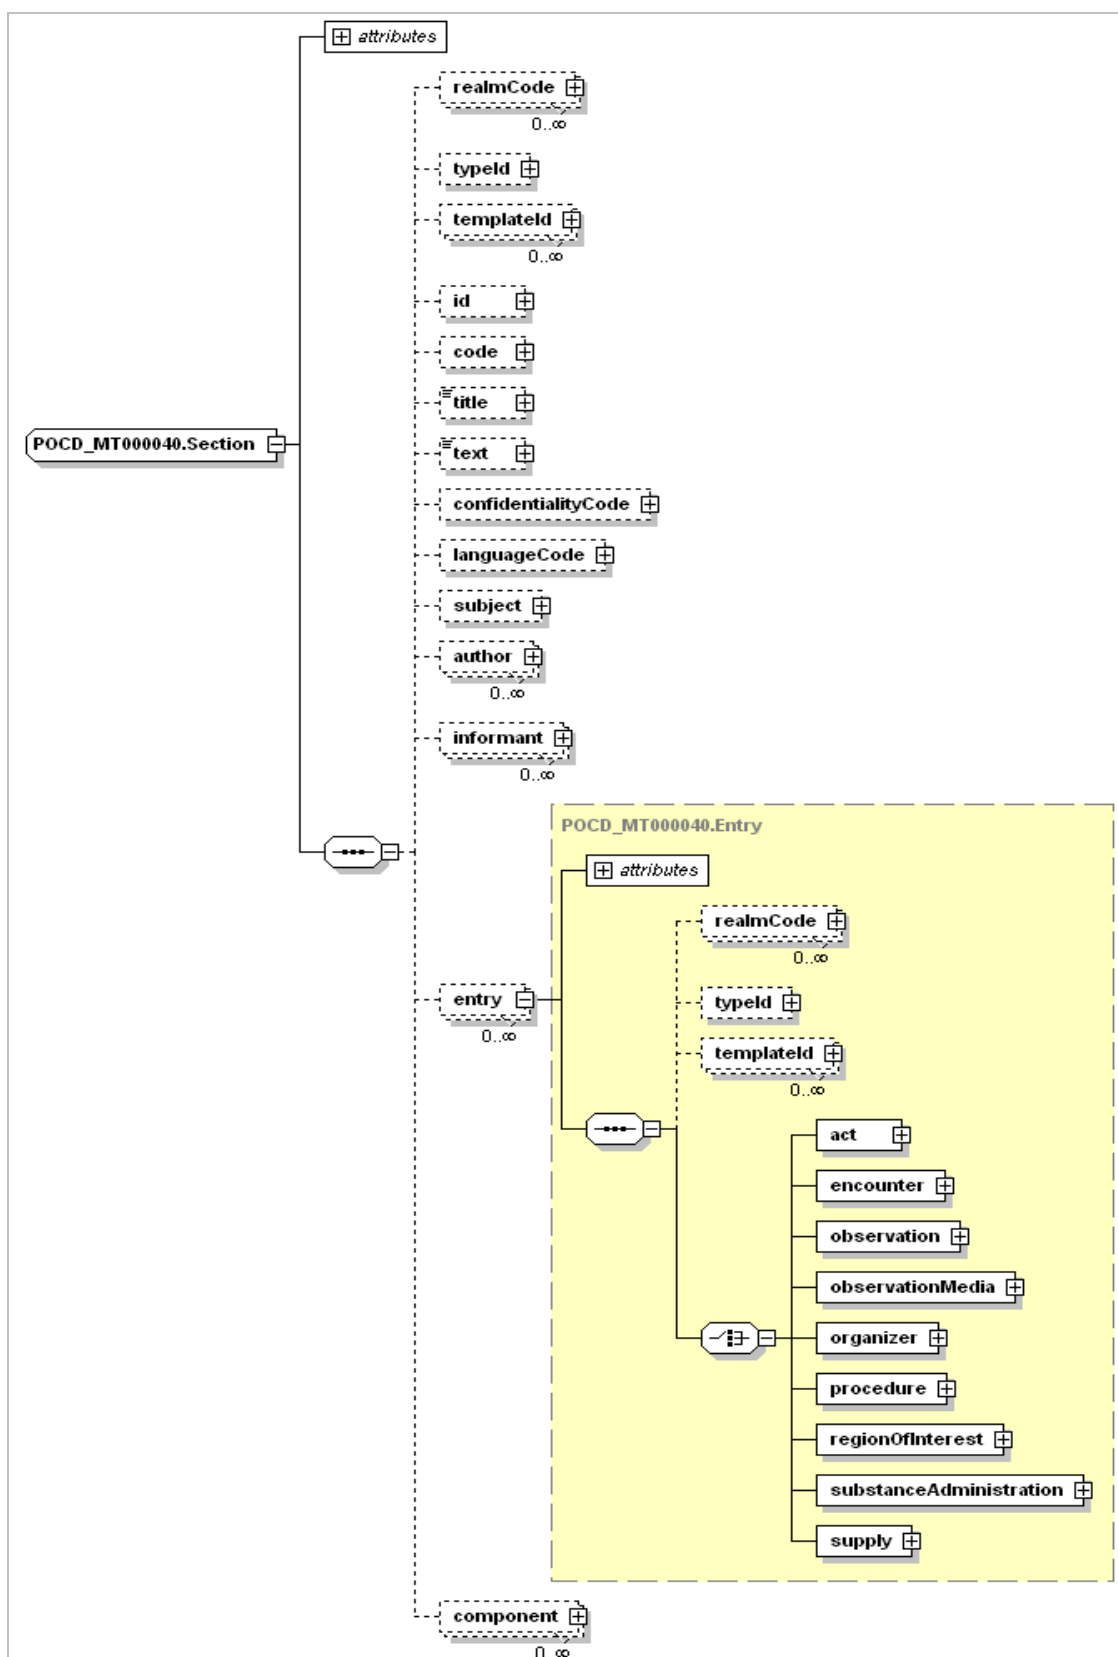 attributes
realmCode
0..∞
typeId
templateId
0..∞
id
code
title
POCD_MT000040.Section
text
confidentialityCode
languageCode
subject
author
0..∞
informant
0..∞
POCD_MT000040.Entry
attributes
realmCode
0..∞
entry
0..∞
typeId
templateId
0..∞
act
encounter
observation
observationMedia
organizer
procedure
regionOfInterest
substanceAdministration
supply
component
0..∞